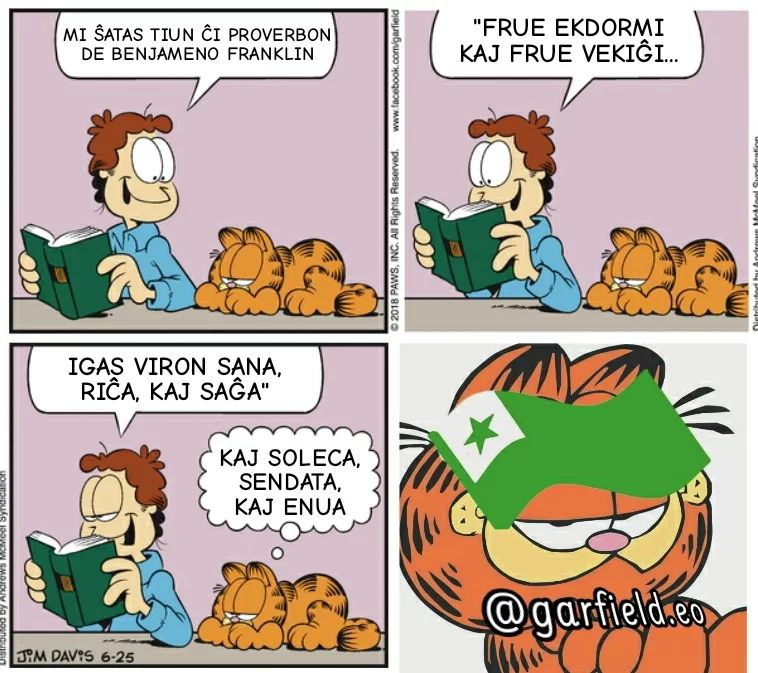 MI ŜATAS TIUN ĈI PROVERBON
DE BENJAMENO FRANKLIN
"FRUE EKDORMI
KAJ FRUE VEKIĜI...
www.facebook.com/garfield
© 2018 PAWS, INC. All Rights Reserved.
Distributed by Andrews McMeel Syndication
IGAS VIRON SANA,
RIĈA, KAJ SAĜA"
KAJ SOLECA,
SENDATA,
KAJ ENUA
Distributed by Andrews McMeel Syndication
JIM DAVIS 6-25
@garfield.eo